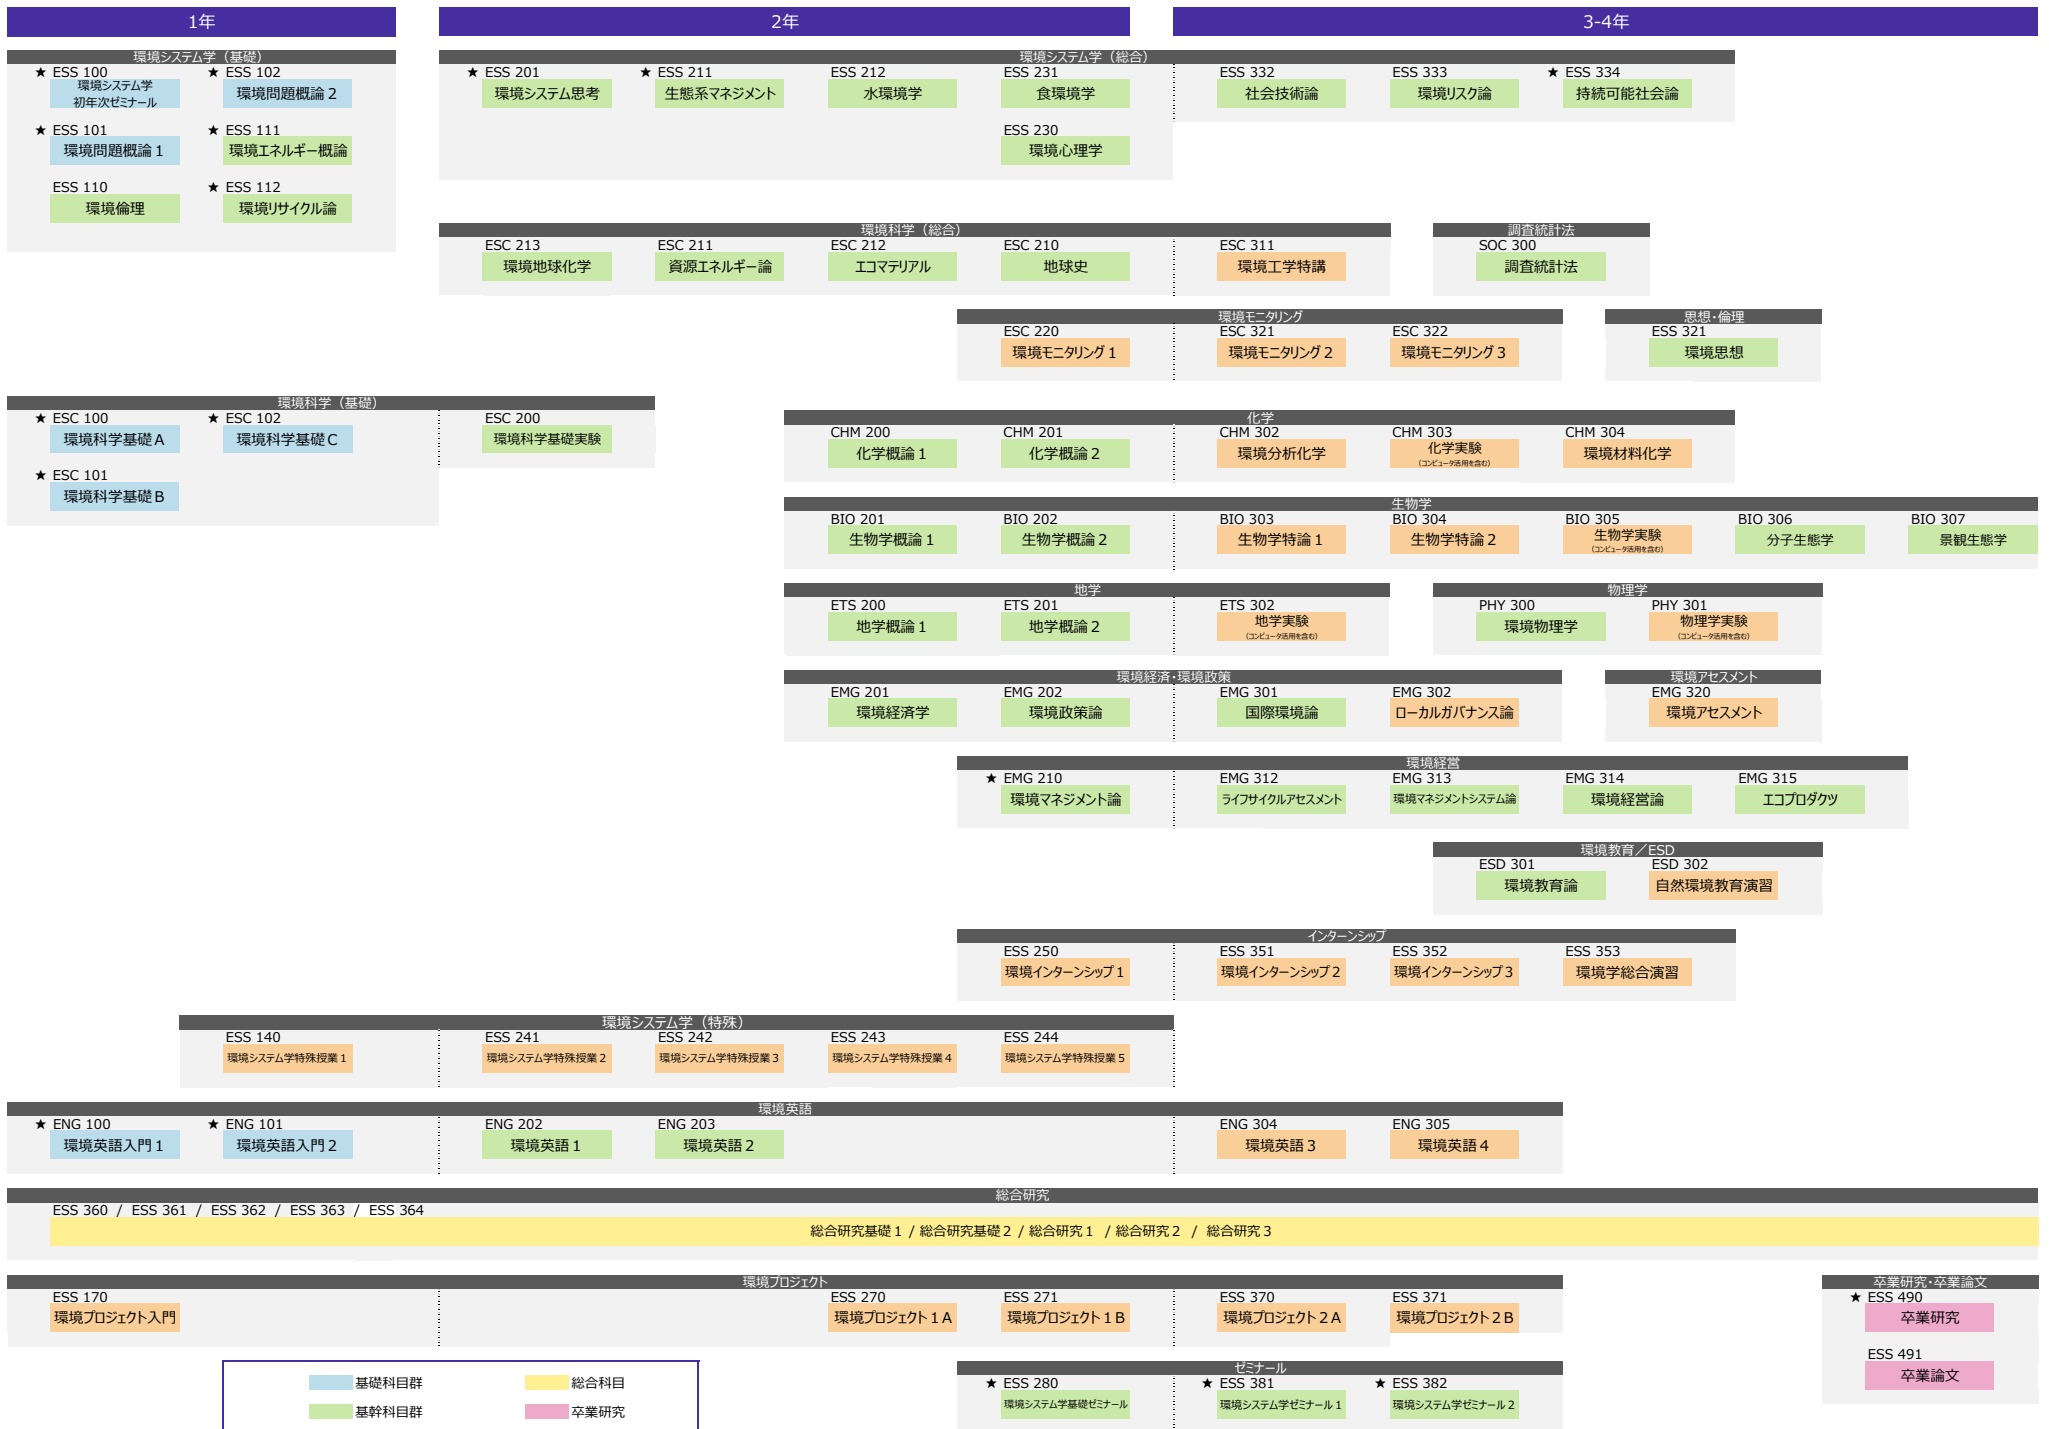 1年
2年
3-4年
環境システム学（基礎）
★ ESS 100
環境システム学
初年次ゼミナール
★ ESS 102
環境問題概論２
★ ESS 101
環境問題概論１
★ ESS 111
環境エネルギー概論
ESS 110
環境倫理
★ ESS 112
環境リサイクル論
環境システム学（総合）
★ ESS 201
環境システム思考
★ ESS 211
生態系マネジメント
ESS 212
水環境学
ESS 231
食環境学
ESS 332
社会技術論
ESS 333
環境リスク論
★ ESS 334
持続可能社会論
ESS 230
環境心理学
環境科学（総合）
ESC 213
環境地球化学
ESC 211
資源エネルギー論
ESC 212
エコマテリアル
ESC 210
地球史
ESC 311
環境工学特講
調査統計法
SOC 300
調査統計法
環境モニタリング
ESC 220
環境モニタリング１
ESC 321
環境モニタリング２
ESC 322
環境モニタリング３
思想・倫理
ESS 321
環境思想
環境科学（基礎）
★ ESC 100
環境科学基礎Ａ
★ ESC 102
環境科学基礎Ｃ
ESC 200
環境科学基礎実験
★ ESC 101
環境科学基礎Ｂ
化学
CHM 200
化学概論１
CHM 201
化学概論２
CHM 302
環境分析化学
CHM 303
化学実験
（コンピュータ活用を含む）
CHM 304
環境材料化学
生物学
BIO 201
生物学概論１
BIO 202
生物学概論２
BIO 303
生物学特論１
BIO 304
生物学特論２
BIO 305
生物学実験
（コンピュータ活用を含む）
BIO 306
分子生態学
BIO 307
景観生態学
地学
ETS 200
地学概論１
ETS 201
地学概論２
ETS 302
地学実験
（コンピュータ活用を含む）
物理学
PHY 300
環境物理学
PHY 301
物理学実験
（コンピュータ活用を含む）
環境経済・環境政策
EMG 201
環境経済学
EMG 202
環境政策論
EMG 301
国際環境論
EMG 302
ローカルガバナンス論
環境アセスメント
EMG 320
環境アセスメント
環境経営
★ EMG 210
環境マネジメント論
EMG 312
ライフサイクルアセスメント
EMG 313
環境マネジメントシステム論
EMG 314
環境経営論
EMG 315
エコプロダクツ
環境教育／ESD
ESD 301
環境教育論
ESD 302
自然環境教育演習
インターンシップ
ESS 250
環境インターンシップ１
ESS 351
環境インターンシップ２
ESS 352
環境インターンシップ３
ESS 353
環境学総合演習
環境システム学（特殊）
ESS 140
環境システム学特殊授業１
ESS 241
環境システム学特殊授業２
ESS 242
環境システム学特殊授業３
ESS 243
環境システム学特殊授業４
ESS 244
環境システム学特殊授業５
環境英語
★ ENG 100
環境英語入門１
★ ENG 101
環境英語入門２
ENG 202
環境英語１
ENG 203
環境英語２
ENG 304
環境英語３
ENG 305
環境英語４
総合研究
ESS 360 / ESS 361 / ESS 362 / ESS 363 / ESS 364
総合研究基礎１ / 総合研究基礎２ / 総合研究１ / 総合研究２ / 総合研究３
環境プロジェクト
ESS 170
環境プロジェクト入門
ESS 270
環境プロジェクト１Ａ
ESS 271
環境プロジェクト１Ｂ
ESS 370
環境プロジェクト２Ａ
ESS 371
環境プロジェクト２Ｂ
卒業研究・卒業論文
★ ESS 490
卒業研究
ESS 491
卒業論文
ゼミナール
★ ESS 280
環境システム学基礎ゼミナール
★ ESS 381
環境システム学ゼミナール１
★ ESS 382
環境システム学ゼミナール２
基礎科目群
総合科目
基幹科目群
卒業研究